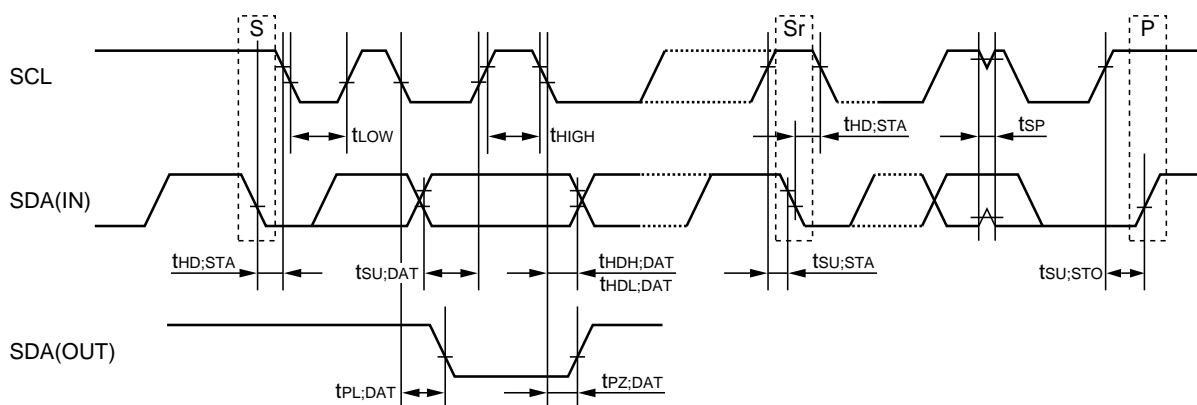 S Sr P
SCL
tLOW tHIGH tHD;STA tSP
SDA(IN)
tHD;STA tSU;DAT tHDH;DAT tSU;STA tSU;STO
tHDL;DAT
SDA(OUT)
tPL;DAT tPZ;DAT